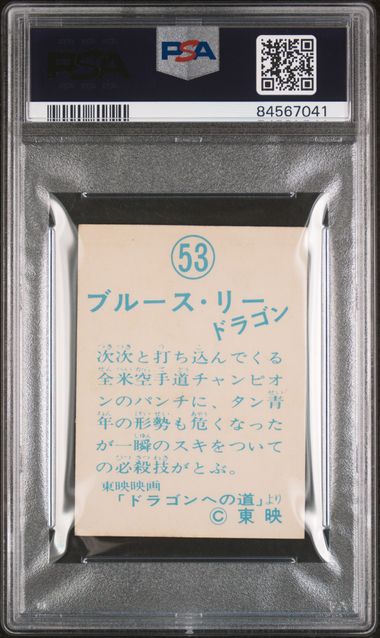 PSA
PSA
84567041
53
ブルース・リー
ドラゴン
次次と打ち込んでくる
全米空手道チャンピオ
ンのパンチに、タン青
年の形勢も危くなった
が一瞬のスキをついて
の必殺技がとぶ。
東映映画
「ドラゴンへの道」より
© 東映